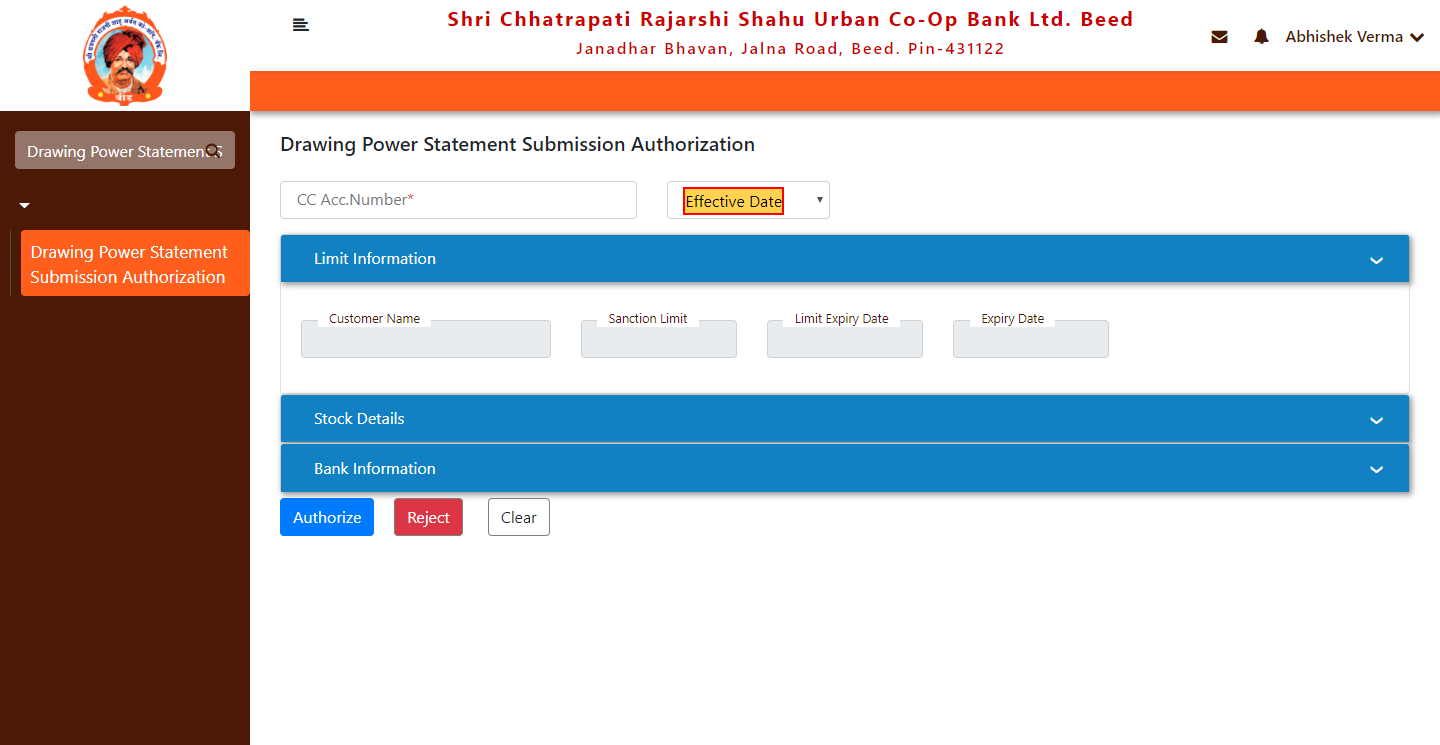 Shri Chhatrapati Rajarshi Shahu Urban Co-Op Bank Ltd. Beed
Janadhar Bhavan, Jalna Road, Beed. Pin-431122
Abhishek Verma
बीड
Drawing Power Statement S
Drawing Power Statement
Submission Authorization
Drawing Power Statement Submission Authorization
CC Acc.Number*
Effective Date
Limit Information
Customer Name
Sanction Limit
Limit Expiry Date
Expiry Date
Stock Details
Bank Information
Authorize
Reject
Clear